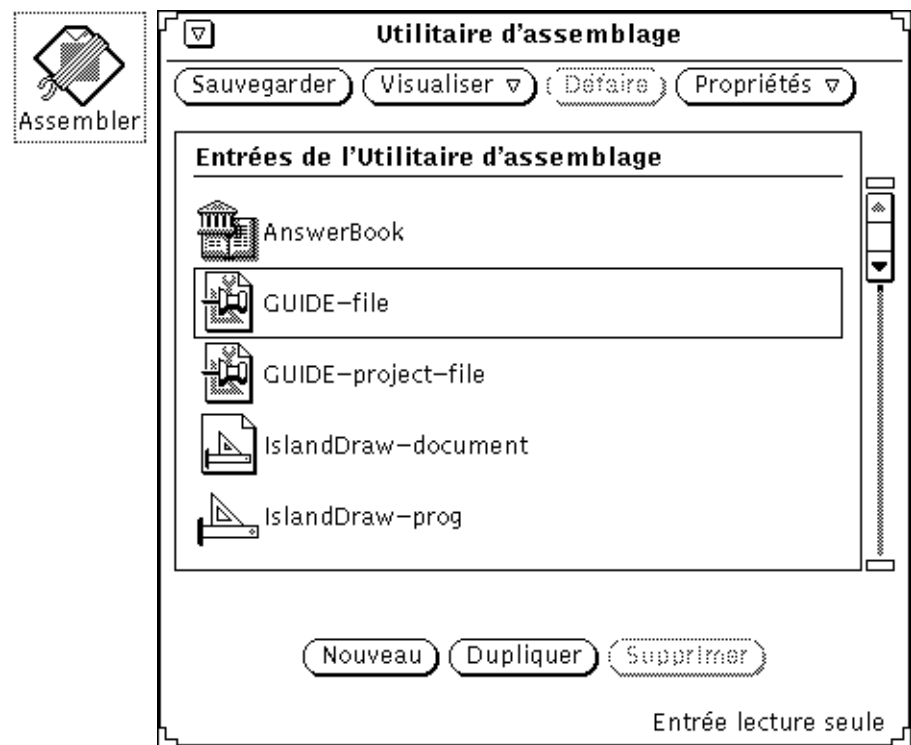 Assembler
Utilitaire d'assemblage
Sauvegarder Visualiser Défaire Propriétés
Entrées de l'Utilitaire d'assemblage
AnswerBook
GUIDE-file
GUIDE-project-file
IslandDraw-document
IslandDraw-prog
Nouveau Dupliquer Supprimer
Entrée lecture seule